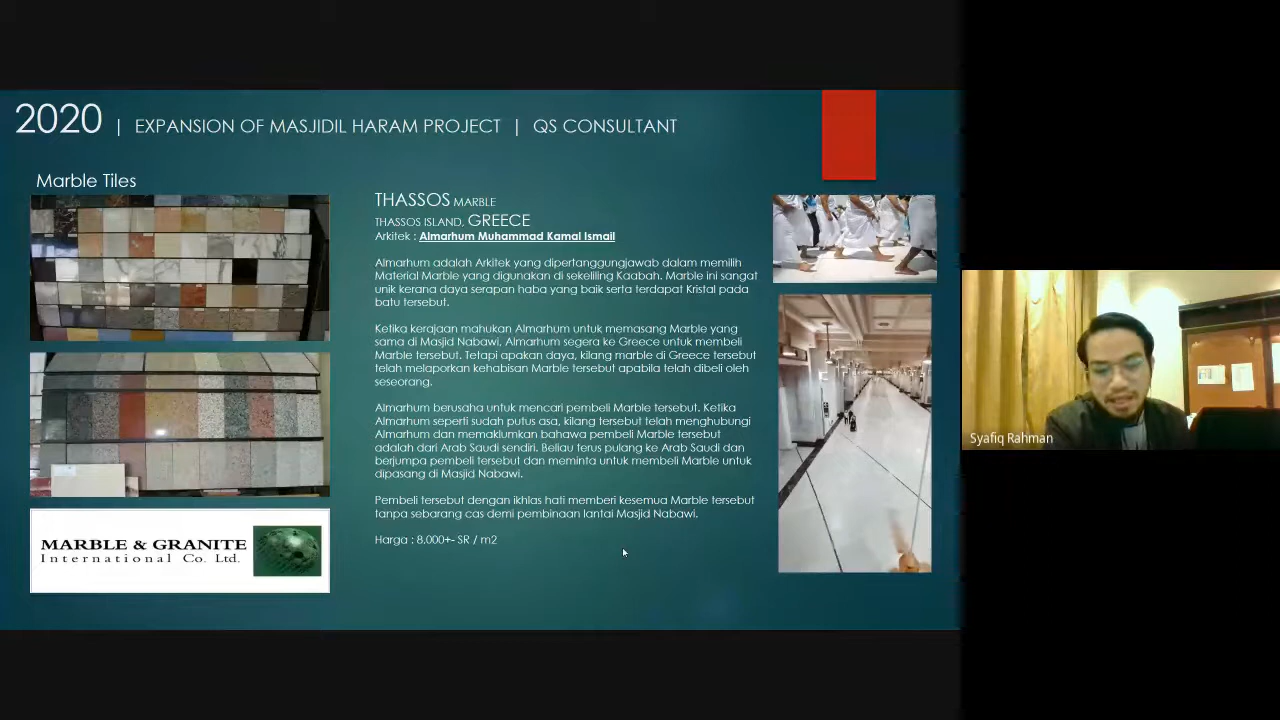 2020 | EXPANSION OF MASJIDIL HARAM PROJECT | QS CONSULTANT
Marble Tiles
MARBLE & GRANITE
International Co. Ltd.
THASSOS MARBLE
THASSOS ISLAND, GREECE
Arkitek : Almarhum Muhammad Kamal Ismail
Almarhum adalah Arkitek yang dipertanggungjawab dalam memilih
Material Marble yang digunakan di sekeliling Kaabah. Marble ini sangat
unik kerana daya serapan haba yang baik serta terdapat Kristal pada
batu tersebut.
Ketika kerajaan mahukan Almarhum untuk memasang Marble yang
sama di Masjid Nabawi, Almarhum segera ke Greece untuk membeli
Marble tersebut. Tetapi apakan daya, kilang marble di Greece tersebut
telah melaporkan kehabisan Marble tersebut apabila telah dibeli oleh
seseorang.
Almarhum berusaha untuk mencari pembeli Marble tersebut. Ketika
Almarhum seperti sudah putus asa, kilang tersebut telah menghubungi
Almarhum dan memaklumkan bahawa pembeli Marble tersebut
adalah dari Arab Saudi sendiri. Beliau terus pulang ke Arab Saudi dan
berjumpa pembeli tersebut dan meminta untuk membeli Marble untuk
dipasang di Masjid Nabawi.
Pembeli tersebut dengan ikhlas hati memberi kesemua Marble tersebut
tanpa sebarang cas demi pembinaan lantai Masjid Nabawi.
Harga : 8,000+- SR / m2
Syafiq Rahman